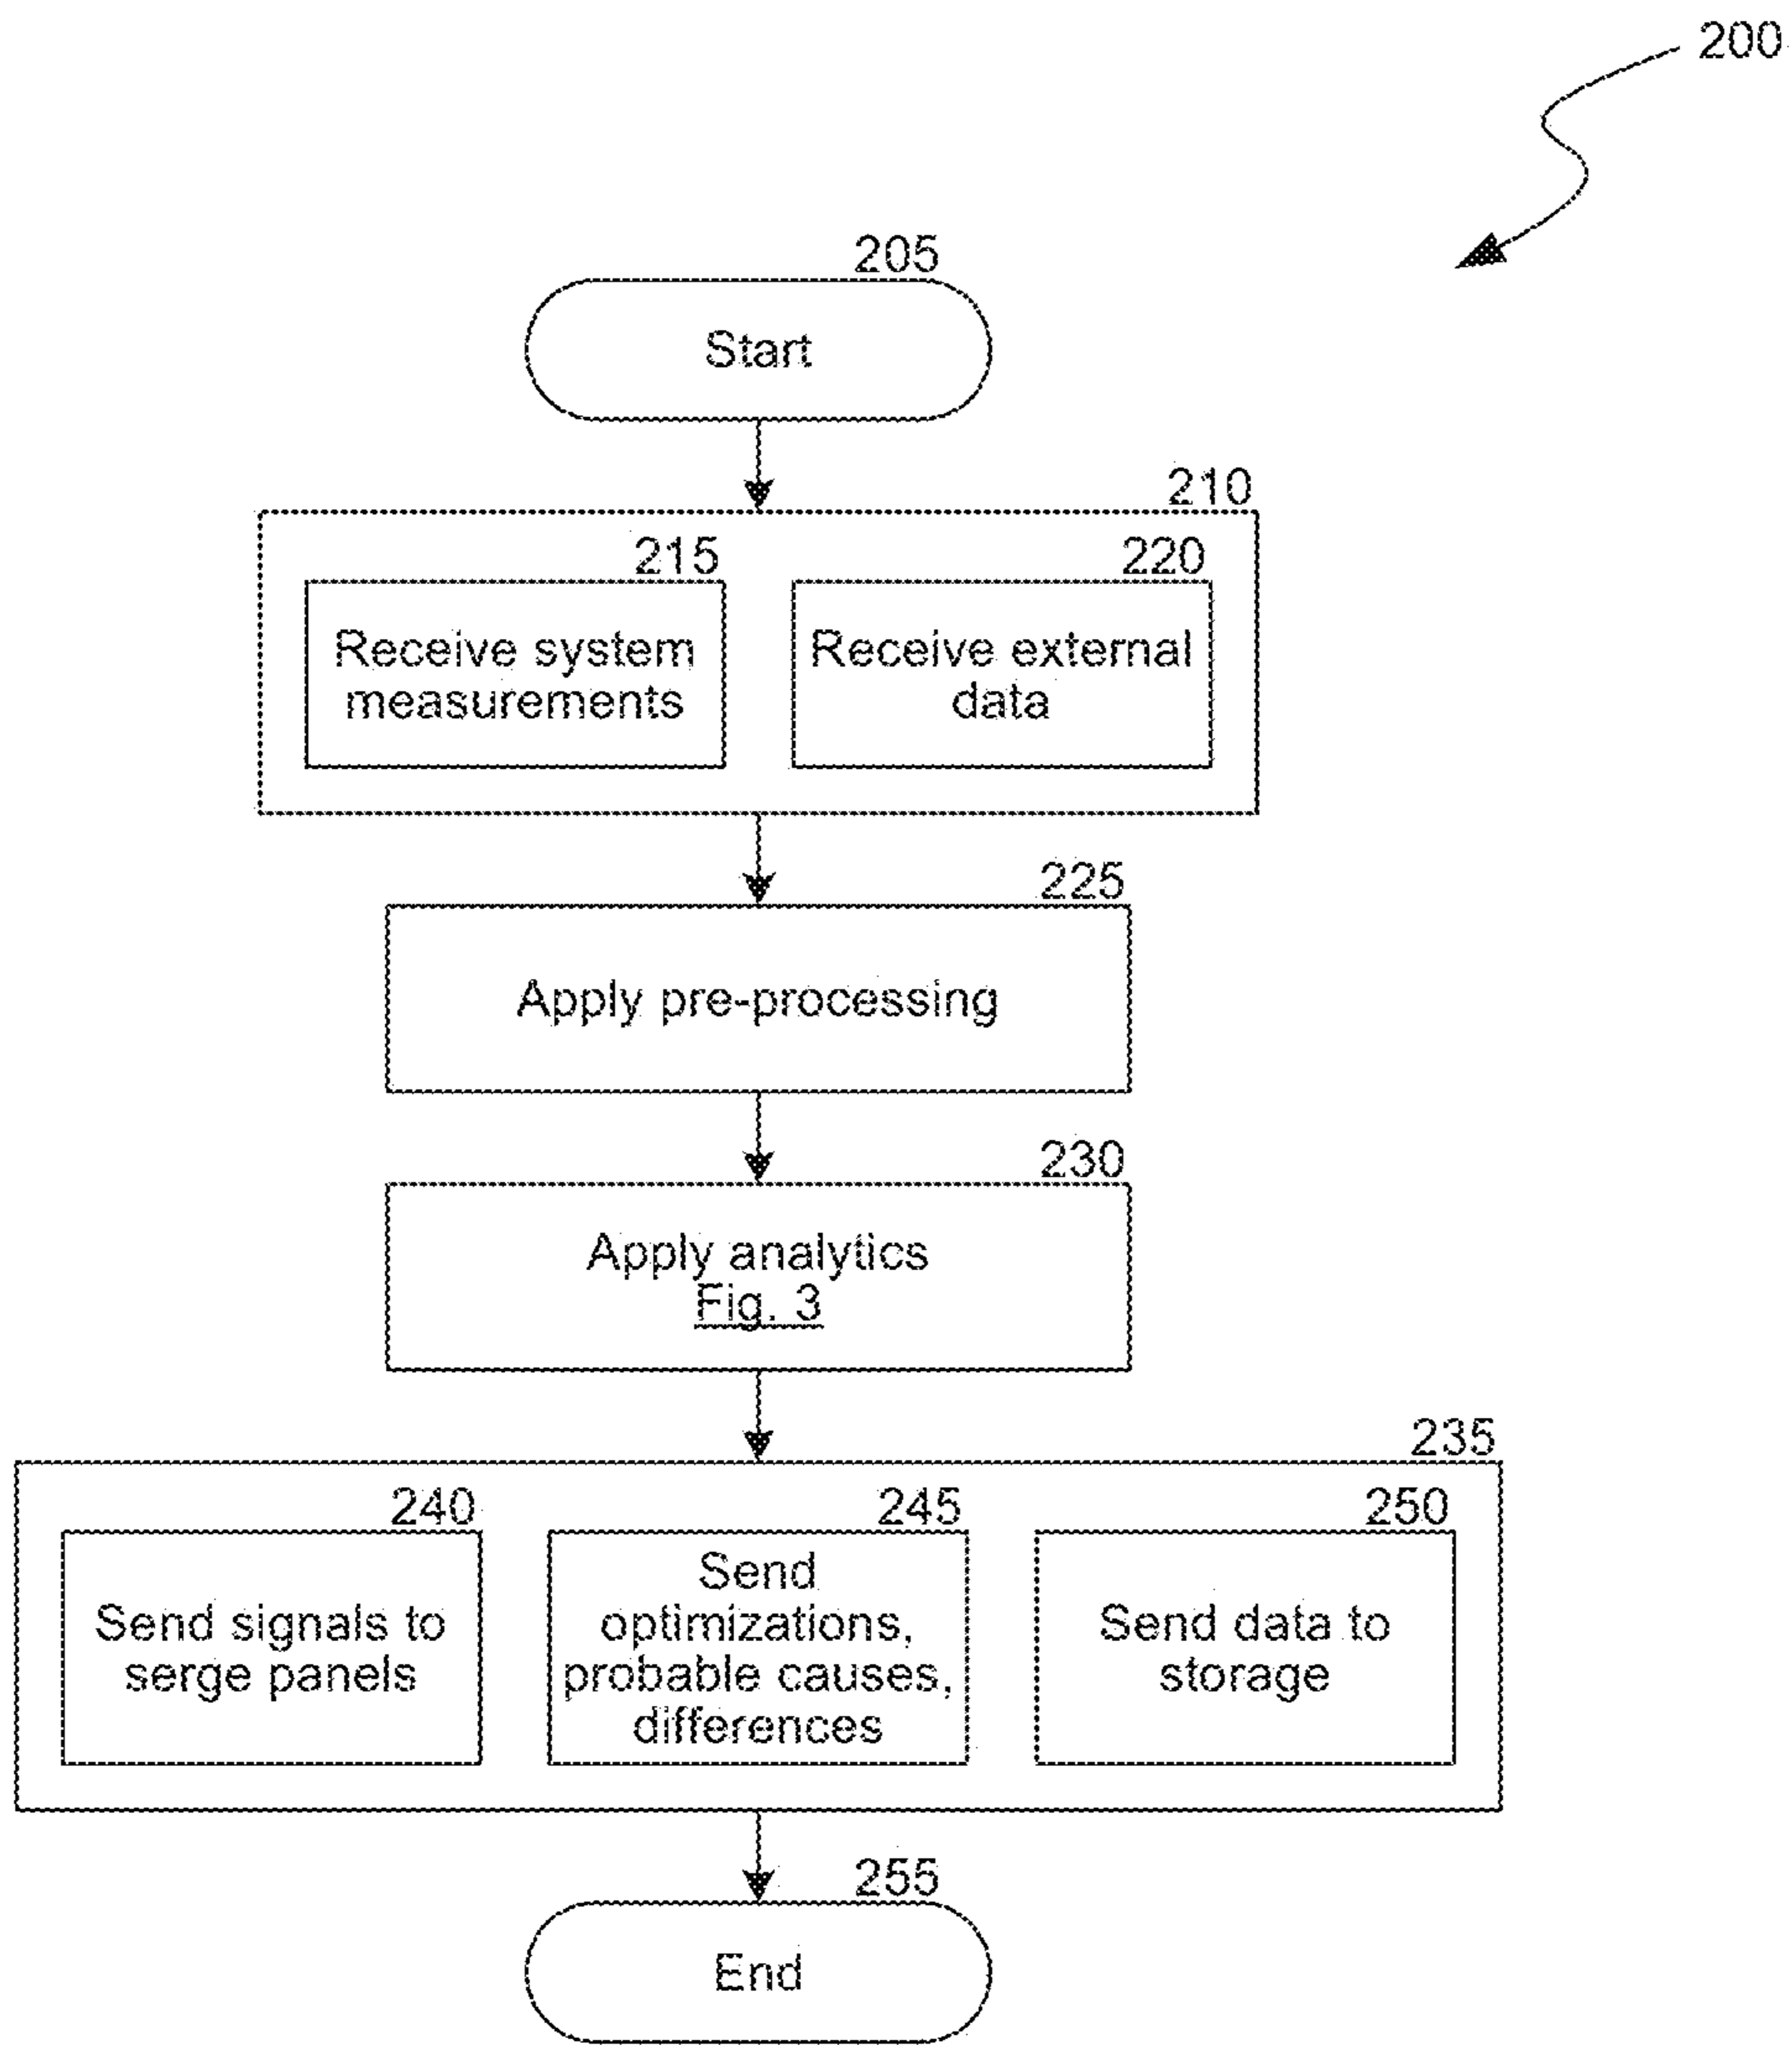 200
205
Start
210
215
220
Receive system
measurements
Receive external
data
225
Apply pre-processing
230
Apply analytics
Fig. 3
235
240
245
250
Send signals to
serge panels
Send
optimizations,
probable causes,
differences
Send data to
storage
255
End